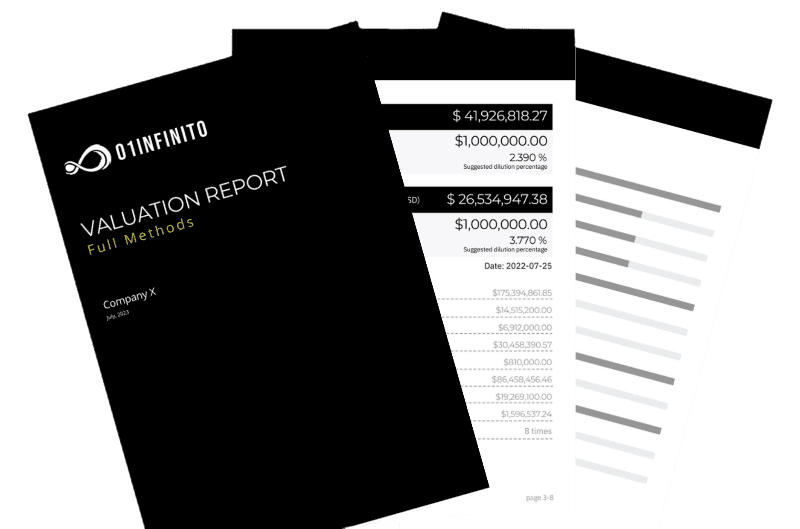 01INFINITO
VALUATION REPORT
Full Methods
Company X
July, 2023
$ 41,926,818.27
$1,000,000.00
2.390 %
Suggested dilution percentage
SD) $ 26,534,947.38
$1,000,000.00
3.770 %
Suggested dilution percentage
Date: 2022-07-25
$175,394,861.85
$14,515,200.00
$6,912,000.00
$30,458,390.57
$810,000.00
$86,458,456.46
$19,269,100.00
$1,596,537.24
8 times
page 3-8